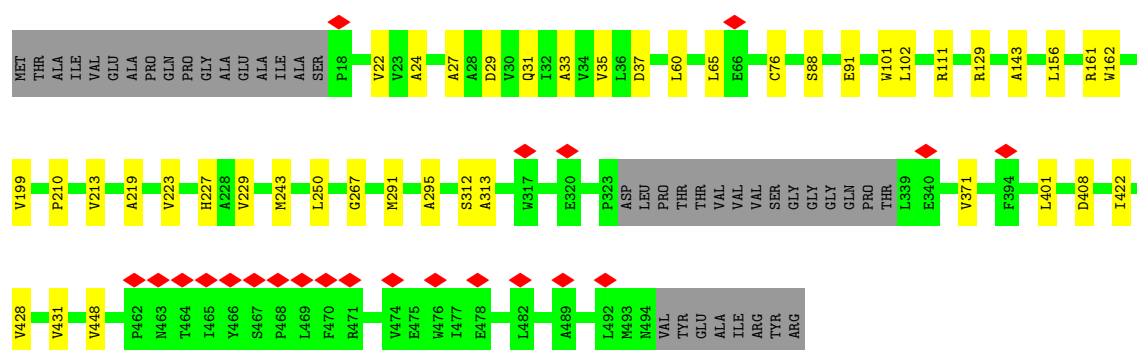 MET THR ALA ILE VAL GLU ALA PRO GLN PRO GLY ALA GLU ALA ILE ALA SER P18 V22 V23 A24 A27 A28 D29 V30 Q31 I32 A33 V34 V35 L36 D37 L60 L65 E66 C76 S88 E91 W101 L102 R111 R129 A143 L156 R161 W162
V199 P210 V213 A219 V223 H227 A228 V229 M243 L250 G267 M291 A295 S312 A313 W317 E320 P323 ASP LEU PRO THR THR VAL VAL VAL SER GLY GLY GLY GLN PRO THR L339 E340 V371 F394 L401 D408 I422
V428 V431 V448 P462 N463 T464 I465 Y466 S467 P468 L469 F470 R471 V474 E475 W476 I477 E478 L482 A489 L492 M493 N494 VAL TYR GLU ALA ILE ARG TYR ARG